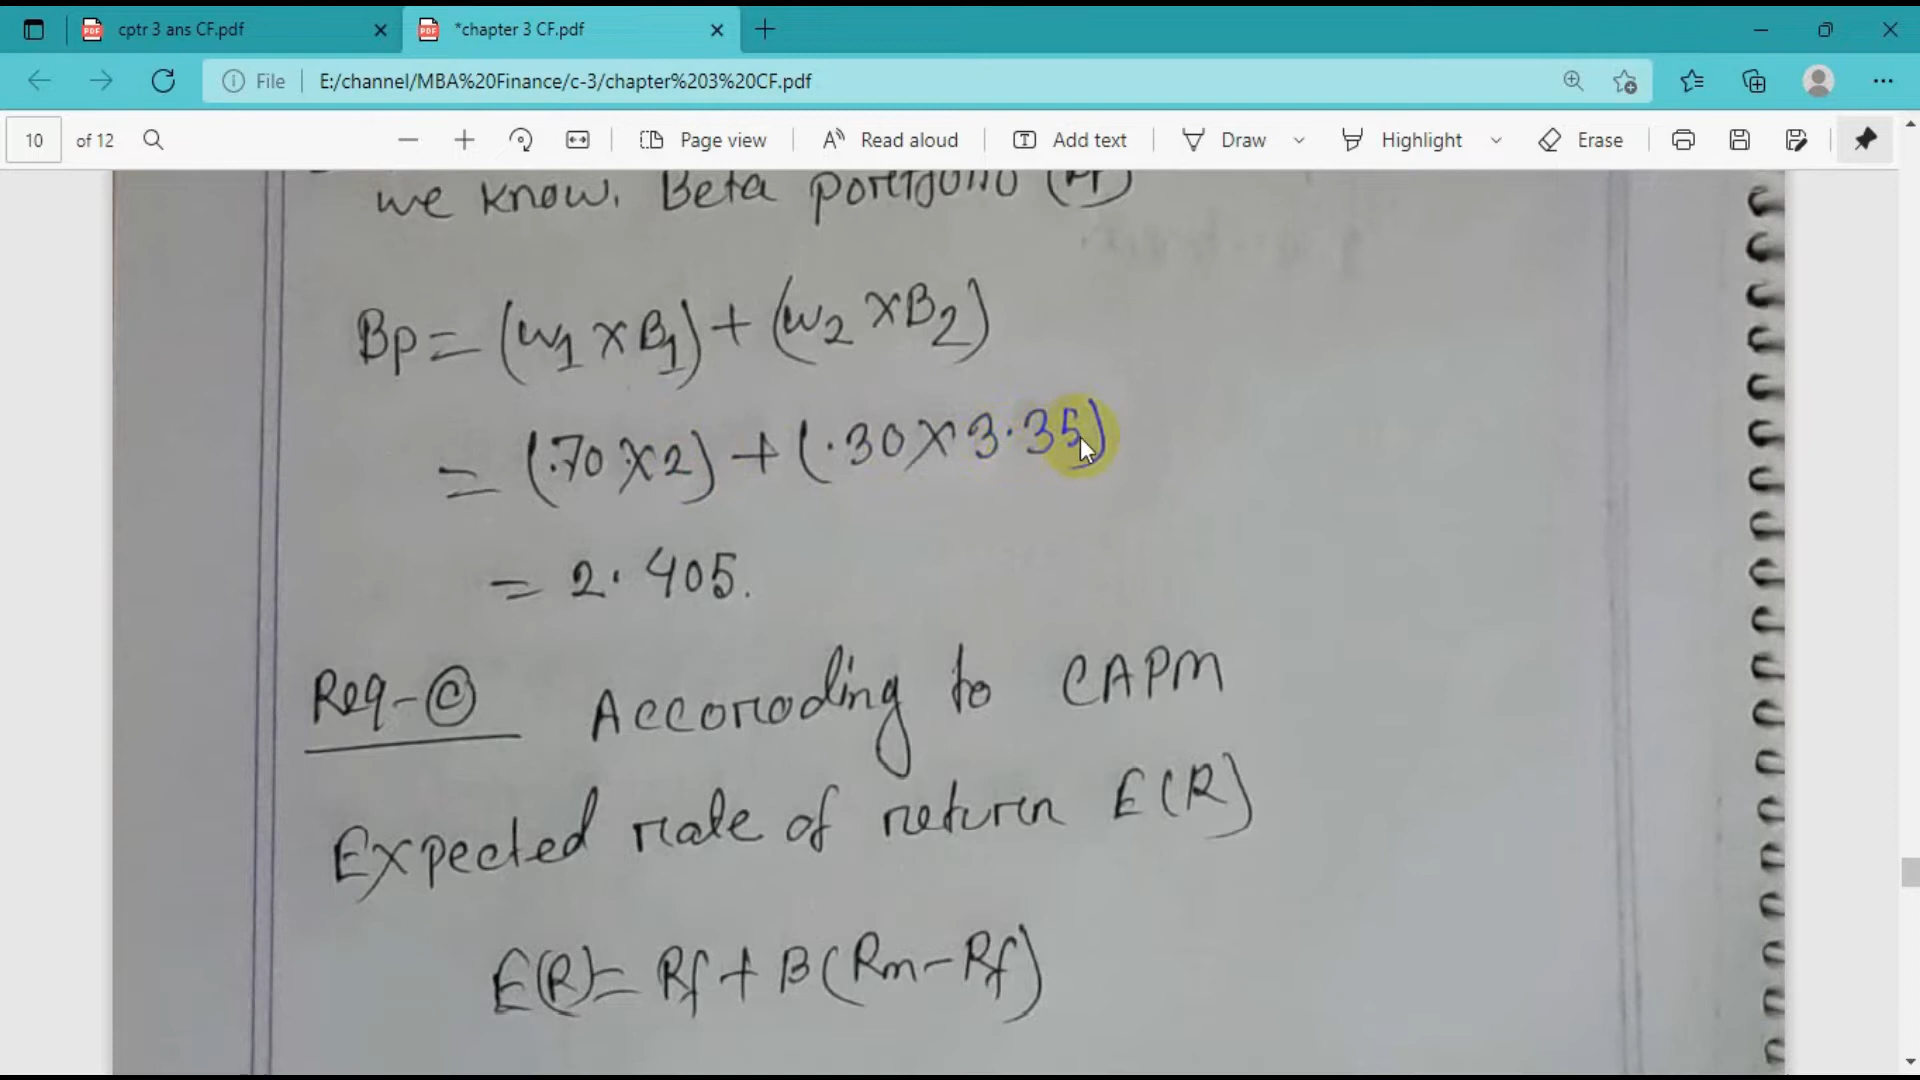 cptr 3 ans CF.pdf
*chapter 3 CF.pdf
File
E:/channel/MBA%20Finance/c-3/chapter%203%20CF.pdf
10 of 12
Page view
Read aloud
Add text
Draw
Highlight
Erase
we know. Beta portfolio
Bp = (w1 × B1) + (w2 × B2)
= (.70 × 2) + (.30 × 3.35)
= 2.405.
Req-ⓒ According to CAPM
Expected rate of return E(R)
E(R) = Rf + B (Rm - Rf)